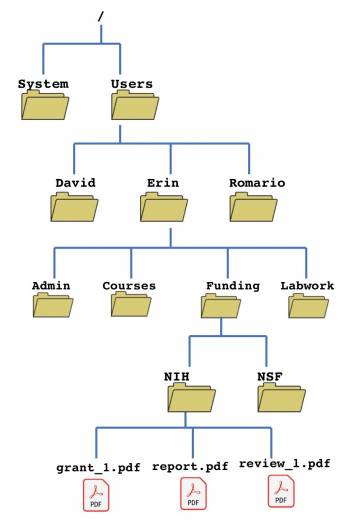 /
System Users
David Erin Romario
Admin Courses Funding Labwork
NIH NSF
grant_1.pdf report.pdf review_1.pdf
PDF PDF PDF